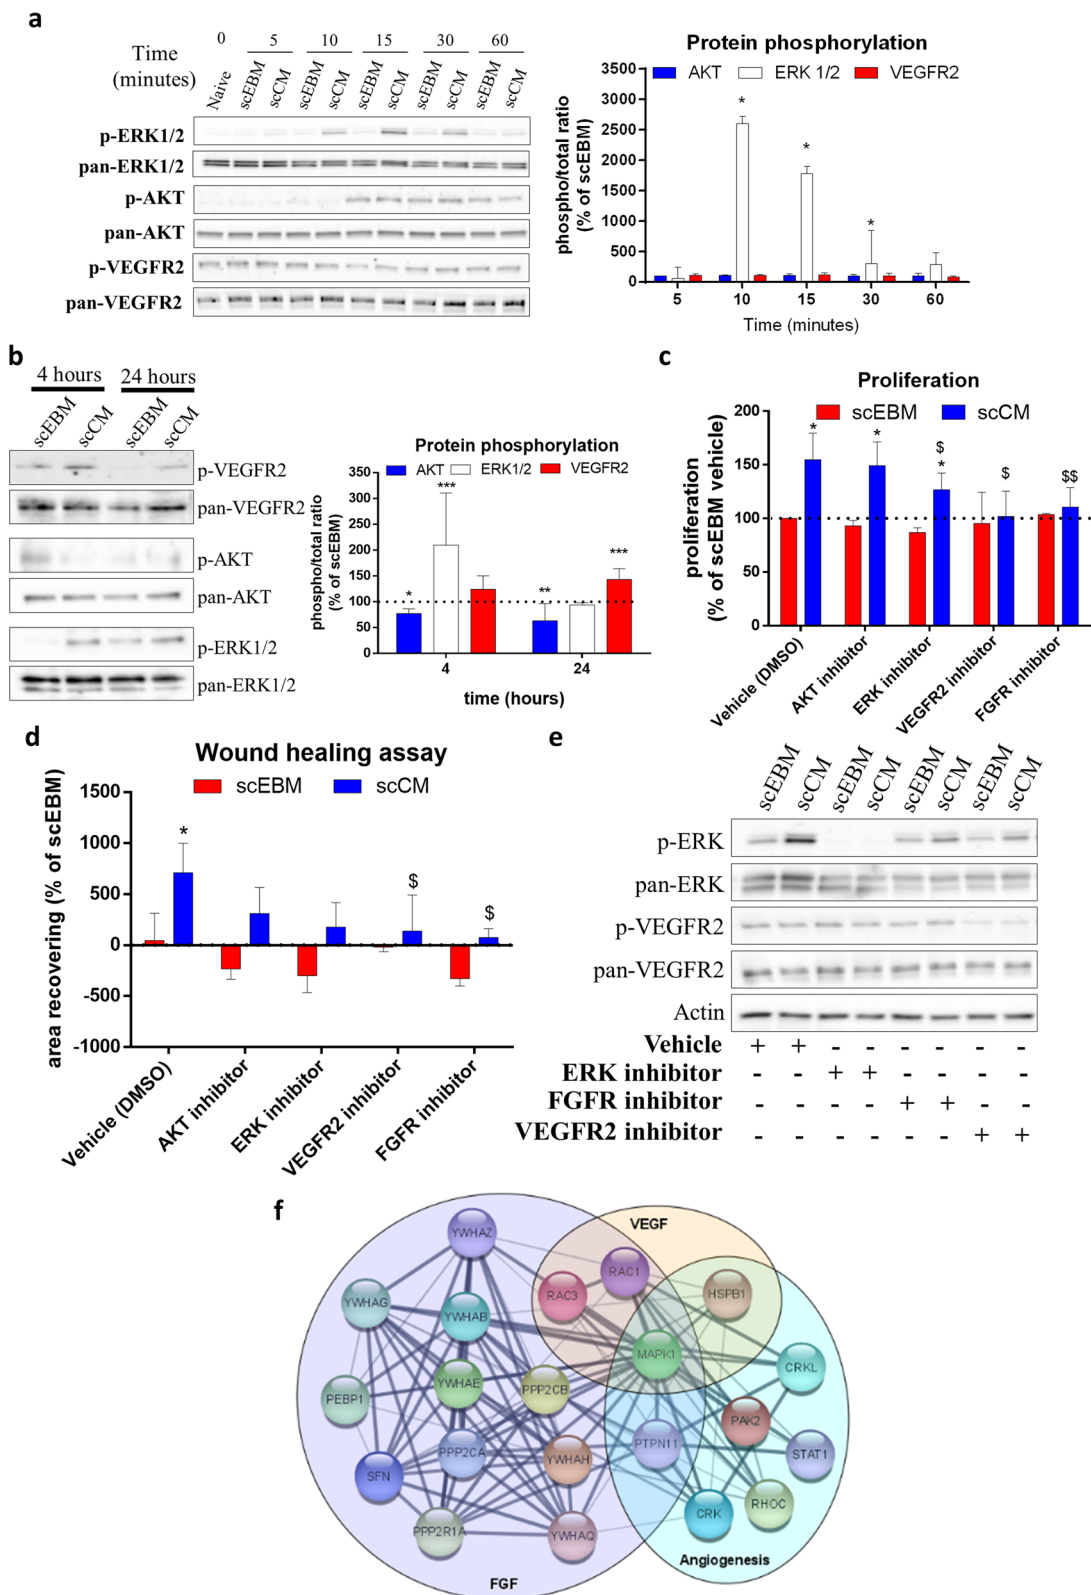 a
Time
(minutes)
0 5 10 15 30 60
Naive scEBM scCM scEBM scCM scEBM scCM scEBM scCM scEBM scCM
p-ERK1/2
pan-ERK1/2
p-AKT
pan-AKT
p-VEGFR2
pan-VEGFR2
Protein phosphorylation
AKT ERK 1/2 VEGFR2
phospho/total ratio
(% of scEBM)
3500
3000
2500
2000
1500
1000
500
0
* * *
5 10 15 30 60
Time (minutes)
b
4 hours 24 hours
scEBM scCM scEBM scCM
p-VEGFR2
pan-VEGFR2
p-AKT
pan-AKT
p-ERK1/2
pan-ERK1/2
Protein phosphorylation
AKT ERK1/2 VEGFR2
phospho/total ratio
(% of scEBM)
350
300
250
200
150
100
50
0
* *** ** ***
4 24
time (hours)
c
Proliferation
scEBM scCM
proliferation
(% of scEBM vehicle)
200
150
100
50
0
* * $ * $ $$
Vehicle (DMSO)
AKT inhibitor
ERK inhibitor
VEGFR2 inhibitor
FGFR inhibitor
d
Wound healing assay
scEBM scCM
area recovering (% of scEBM)
1500
1000
500
0
-500
-1000
* $ $
Vehicle (DMSO)
AKT inhibitor
ERK inhibitor
VEGFR2 inhibitor
FGFR inhibitor
e
scEBM scCM scEBM scCM scEBM scCM scEBM scCM
p-ERK
pan-ERK
p-VEGFR2
pan-VEGFR2
Actin
Vehicle + + - - - - - -
ERK inhibitor - - + + - - - -
FGFR inhibitor - - - - + + - -
VEGFR2 inhibitor - - - - - - + +
f
VEGF
YWHAZ
RAC1
RAC3
HSPB1
YWHAG
YWHAB
MAPK1
CRKL
YWHAE
PPP2CB
PEBP1
PAK2
PTPN11
STAT1
PPP2CA
YWHAH
SFN
RHOC
CRK
PPP2R1A
YWHAQ
Angiogenesis
FGF